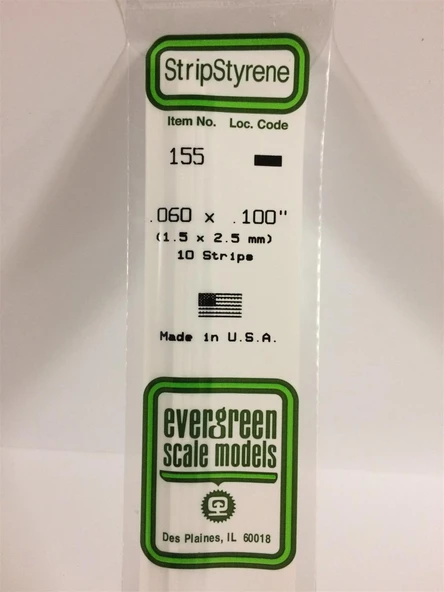 StripStyrene
Item No. Loc. Code
155
.060 x .100"
(1.5 x 2.5 mm)
10 Strips
Made in U.S.A.
evergreen
scale models
Des Plaines, IL 60018